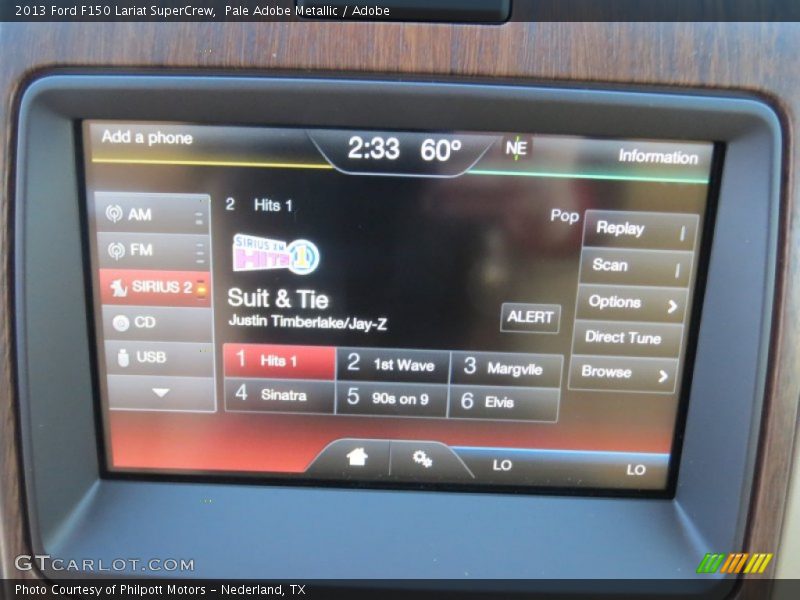 2013 Ford F150 Lariat SuperCrew,  Pale Adobe Metallic / Adobe
Add a phone
2:33 60° NE
Information
AM
FM
SIRIUS 2
CD
USB
2 Hits 1
Pop
SIRIUS XM
HITS 1
Suit & Tie
Justin Timberlake/Jay-Z
ALERT
Replay
Scan
Options
Direct Tune
Browse
1 Hits 1
2 1st Wave
3 Margvlle
4 Sinatra
5 90s on 9
6 Elvis
LO
LO
GTCARLOT.COM
Photo Courtesy of Philpott Motors - Nederland, TX